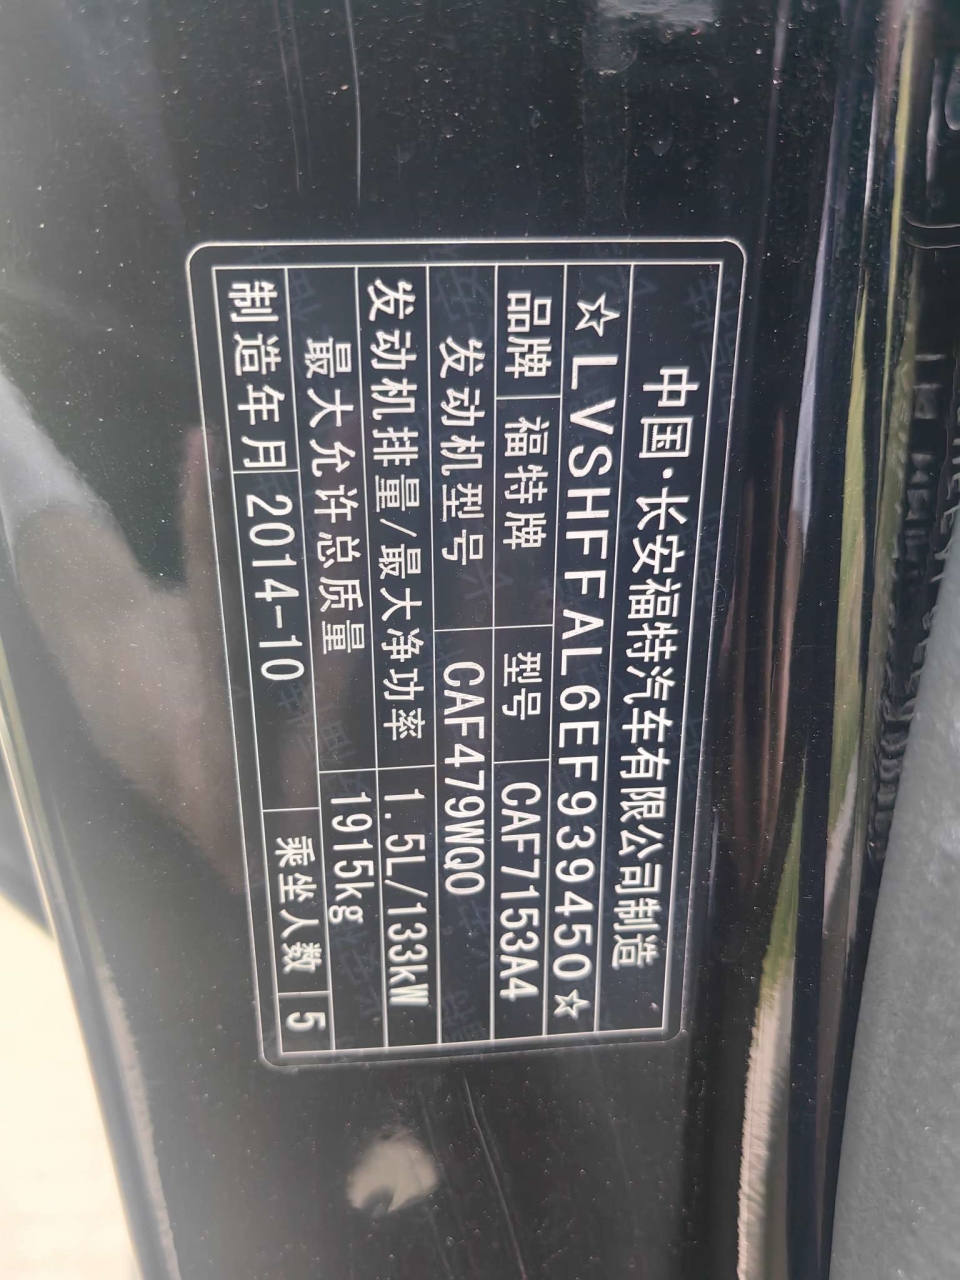 中国·长安福特汽车有限公司制造
☆LVSHFFAL6EF939450☆
品牌 福特牌 型号 CAF7153A4
发动机型号 CAF479WQ0
发动机排量/最大净功率 1.5L/133kW
最大允许总质量 1915kg
制造年月 2014-10 乘坐人数 5